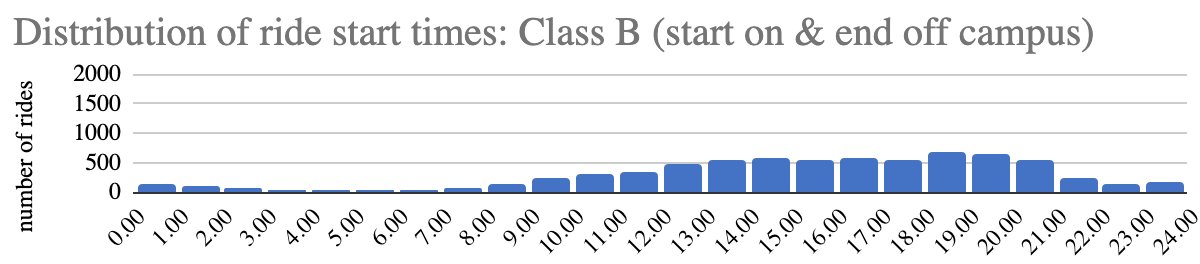 Distribution of ride start times: Class B (start on & end off campus)
number of rides
2000
1500
1000
500
0
0.00 1.00 2.00 3.00 4.00 5.00 6.00 7.00 8.00 9.00 10.00 11.00 12.00 13.00 14.00 15.00 16.00 17.00 18.00 19.00 20.00 21.00 22.00 23.00 24.00